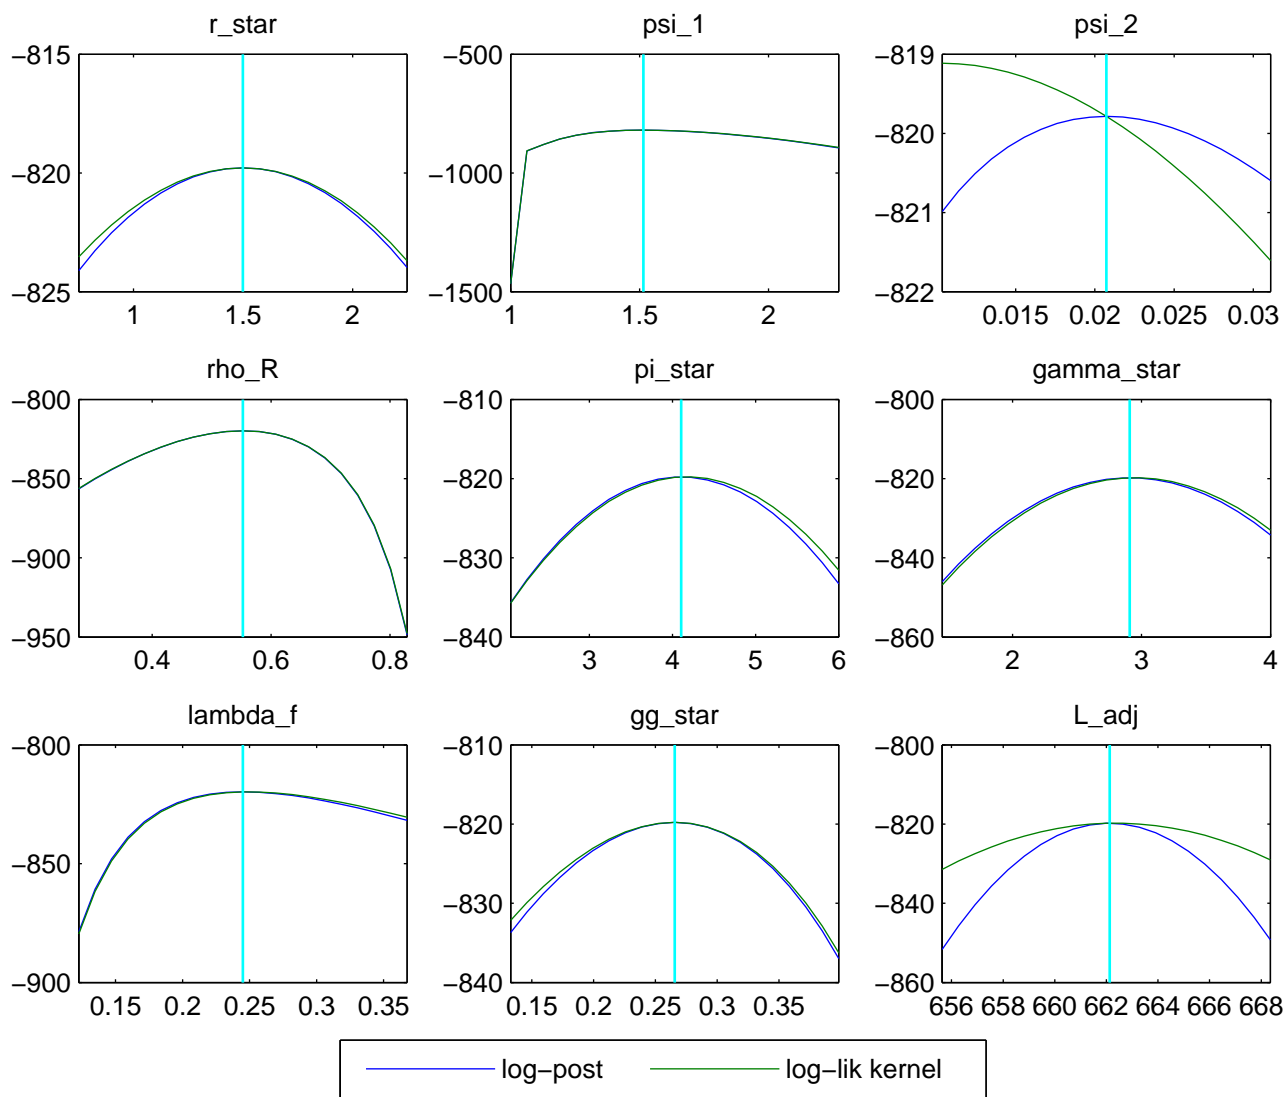 r_star psi_1 psi_2
−815 −500 −819
−820 −1000 −820
−821
−825 −1500 −822
1 1.5 2 1 1.5 2 0.015 0.02 0.025 0.03
rho_R pi_star gamma_star
−800 −810 −800
−850 −820 −820
−900 −830 −840
−950 −840 −860
0.4 0.6 0.8 3 4 5 6 2 3 4
lambda_f gg_star L_adj
−800 −810 −800
−850 −820 −820
−830 −840
−900 −840 −860
0.15 0.2 0.25 0.3 0.35 0.15 0.2 0.25 0.3 0.35 656 658 660 662 664 666 668
log−post log−lik kernel